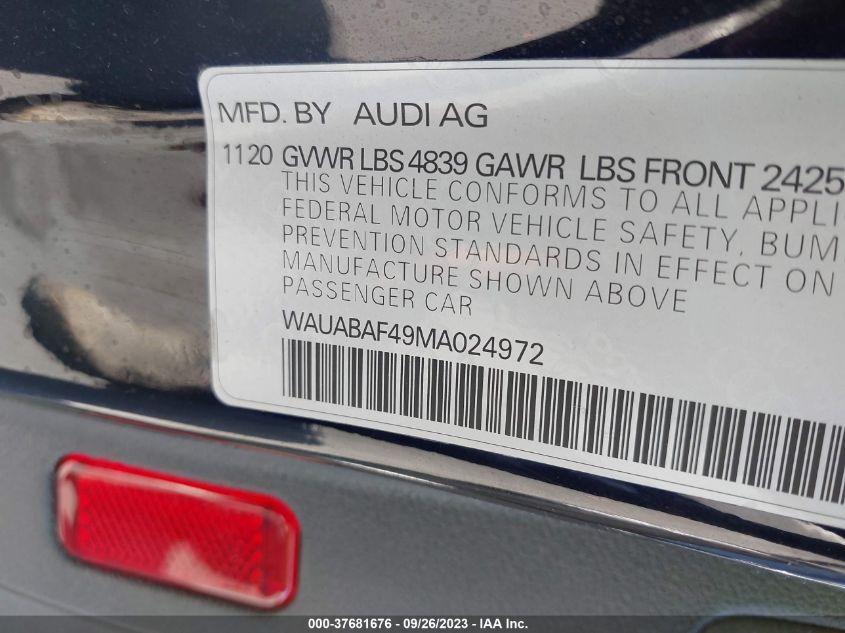 MFD. BY AUDI AG
1120 GVWR LBS 4839 GAWR LBS FRONT 2425
THIS VEHICLE CONFORMS TO ALL APPLI
FEDERAL MOTOR VEHICLE SAFETY, BUM
PREVENTION STANDARDS IN EFFECT ON
MANUFACTURE SHOWN ABOVE
PASSENGER CAR
WAUABAF49MA024972
000-37681676 - 09/26/2023 - IAA Inc.